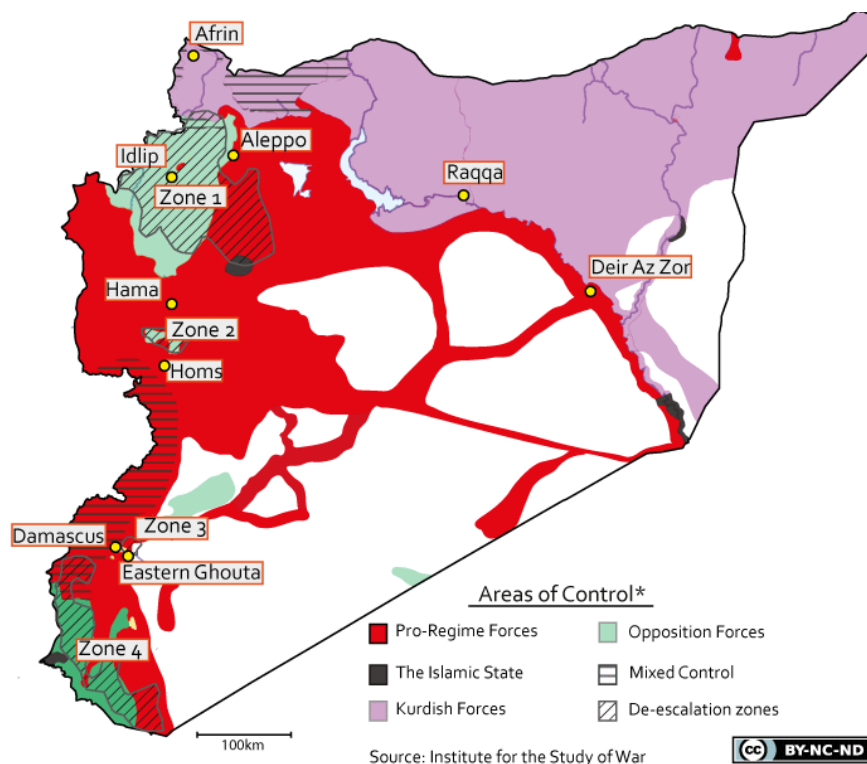 Afrin
Aleppo
Idlip
Zone 1
Raqqa
Deir Az Zor
Hama
Zone 2
Homs
Zone 3
Damascus
Eastern Ghouta
Zone 4
Areas of Control*
Pro-Regime Forces
Opposition Forces
The Islamic State
Mixed Control
Kurdish Forces
De-escalation zones
100km
Source: Institute for the Study of War
cc BY-NC-ND